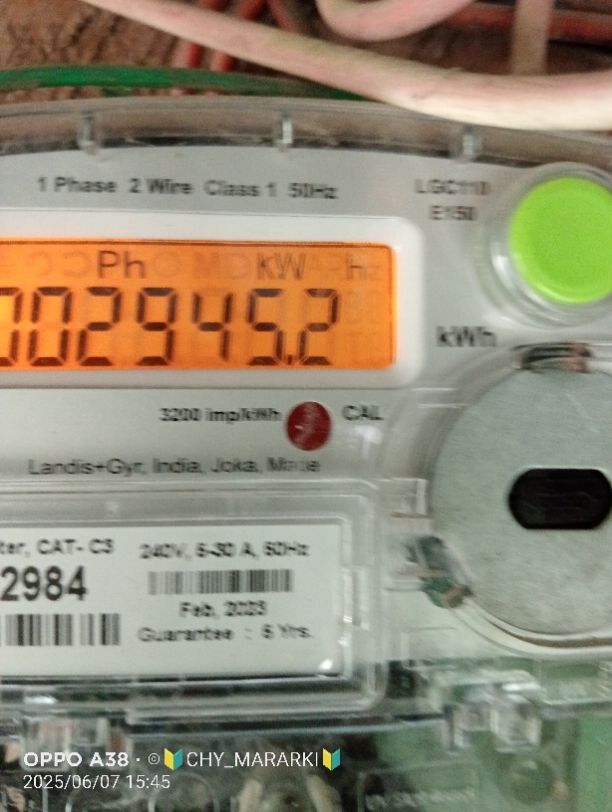 1 Phase 2 Wire Class 1 50Hz
LGC110
E150
Ph kW h
002945.2
kWh
3200 imp/kWh CAL
Landis+Gyr, India, Joka, Made
ter, CAT- C3
2984
240V, 5-30 A, 50Hz
Feb, 2023
Guarantee : 5 Yrs.
OPPO A38 · © 🔰CHY_MARARKI🔰
2025/06/07 15:45